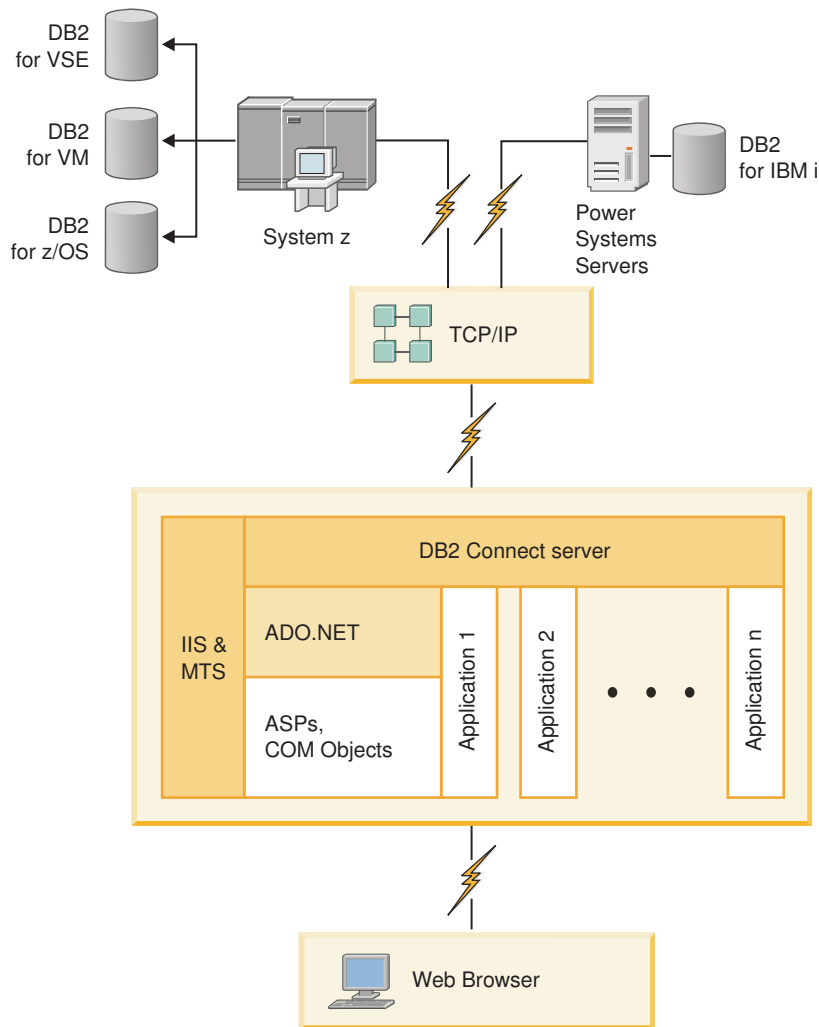 DB2
for VSE
DB2
for VM
DB2
for z/OS
System z
Power
Systems
Servers
DB2
for IBM i
TCP/IP
DB2 Connect server
IIS &
MTS
ADO.NET
ASPs,
COM Objects
Application 1
Application 2
Application n
Web Browser